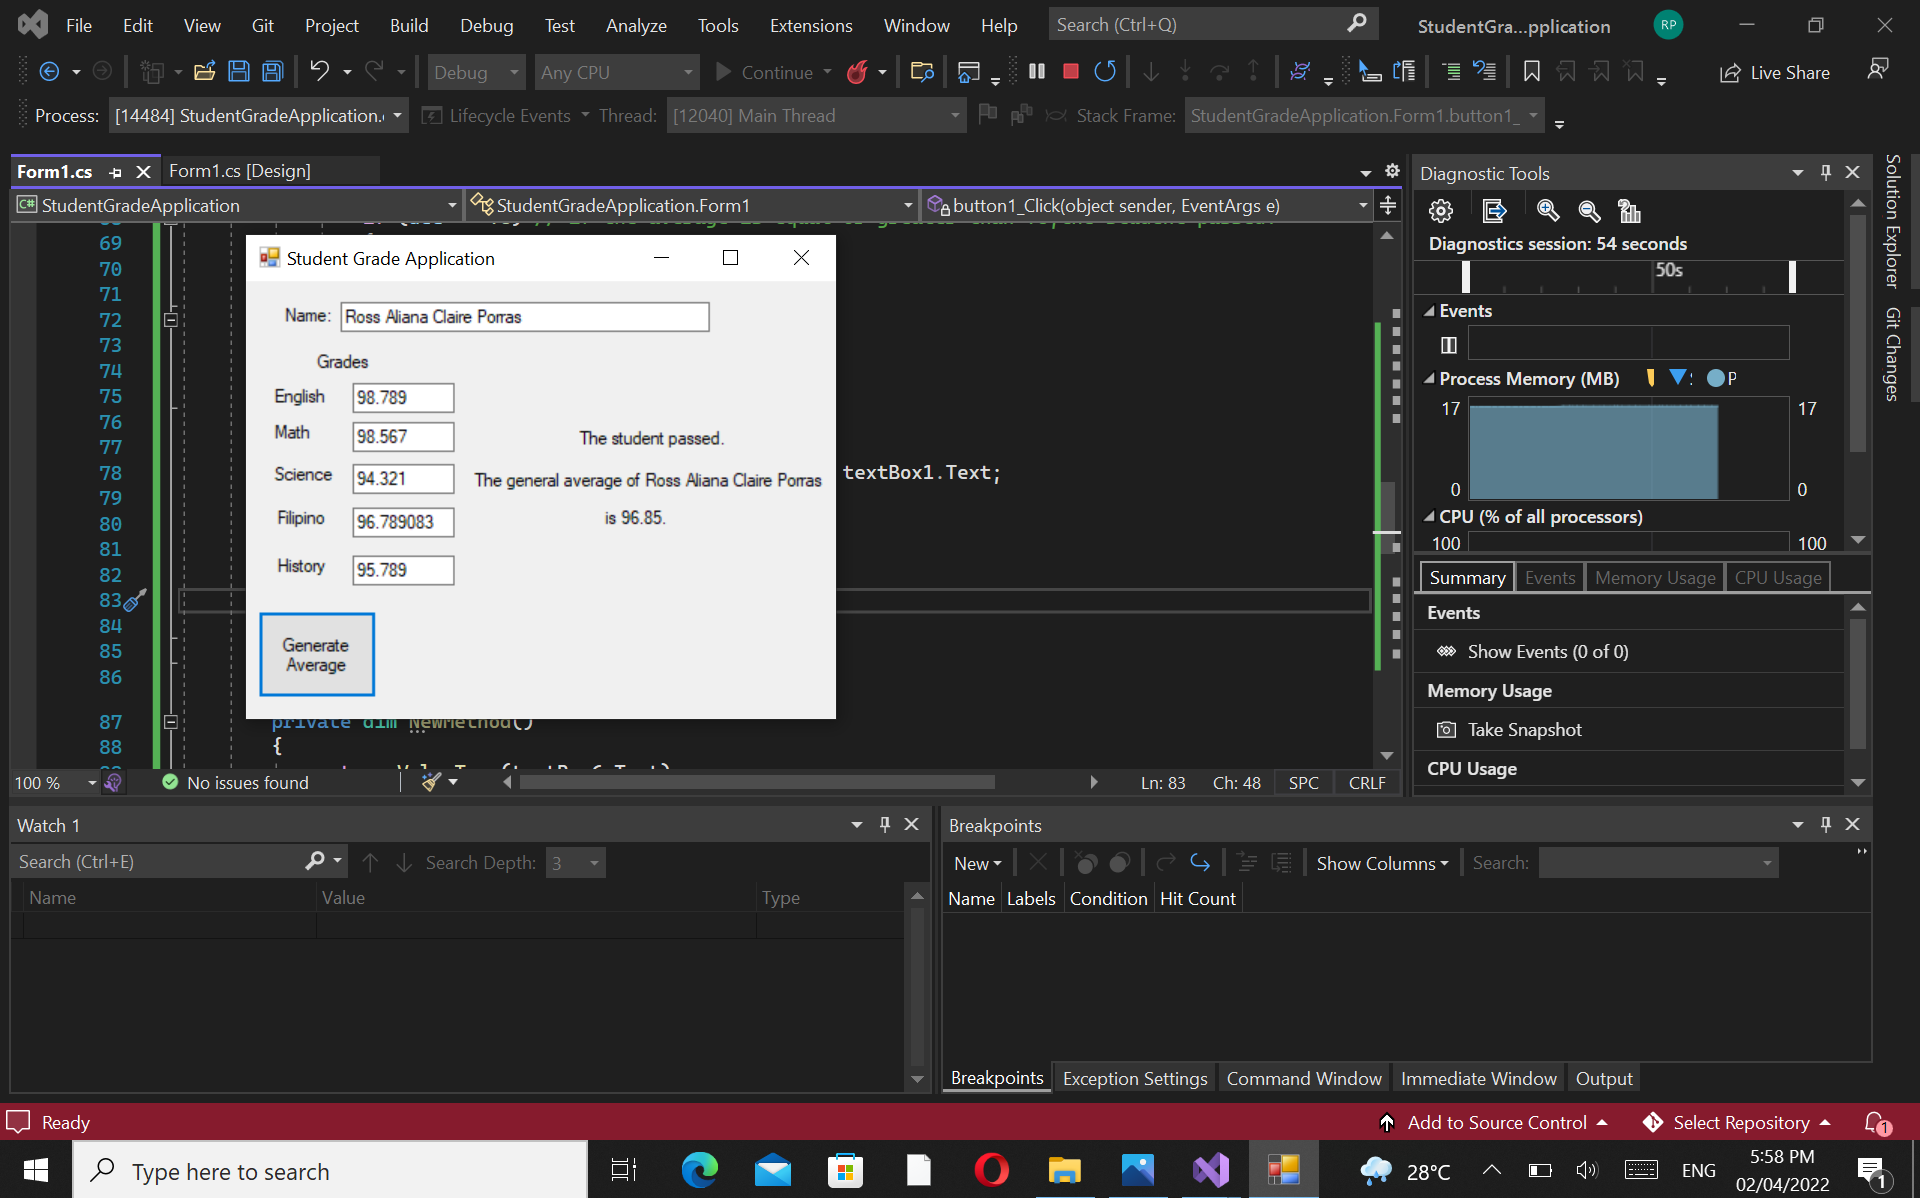 File Edit View Git Project Build Debug Test Analyze Tools Extensions Window Help Search (Ctrl+Q) StudentGra...pplication RP
Debug Any CPU Continue Live Share
Process: [14484] StudentGradeApplication. Lifecycle Events Thread: [12040] Main Thread Stack Frame: StudentGradeApplication.Form1.button1_
Form1.cs Form1.cs [Design]
C# StudentGradeApplication StudentGradeApplication.Form1 button1_Click(object sender, EventArgs e)
69
70
71
72
73
74
75
76
77
78 textBox1.Text;
79
80
81
82
83
84
85
86
87 private dim NewMethod()
88 {
Student Grade Application
Name: Ross Aliana Claire Porras
Grades
English 98.789
Math 98.567
The student passed.
Science 94.321
The general average of Ross Aliana Claire Porras
Filipino 96.789083
is 96.85.
History 95.789
Generate
Average
100 % No issues found Ln: 83 Ch: 48 SPC CRLF
Diagnostic Tools
Diagnostics session: 54 seconds
50s
Events
Process Memory (MB) P
17 17
0 0
CPU (% of all processors)
100 100
Summary Events Memory Usage CPU Usage
Events
Show Events (0 of 0)
Memory Usage
Take Snapshot
CPU Usage
Solution Explorer
Git Changes
Watch 1
Search (Ctrl+E) Search Depth: 3
Name Value Type
Breakpoints
New Show Columns Search:
Name Labels Condition Hit Count
Breakpoints Exception Settings Command Window Immediate Window Output
Ready Add to Source Control Select Repository 1
Type here to search 28°C ENG 5:58 PM
02/04/2022 1